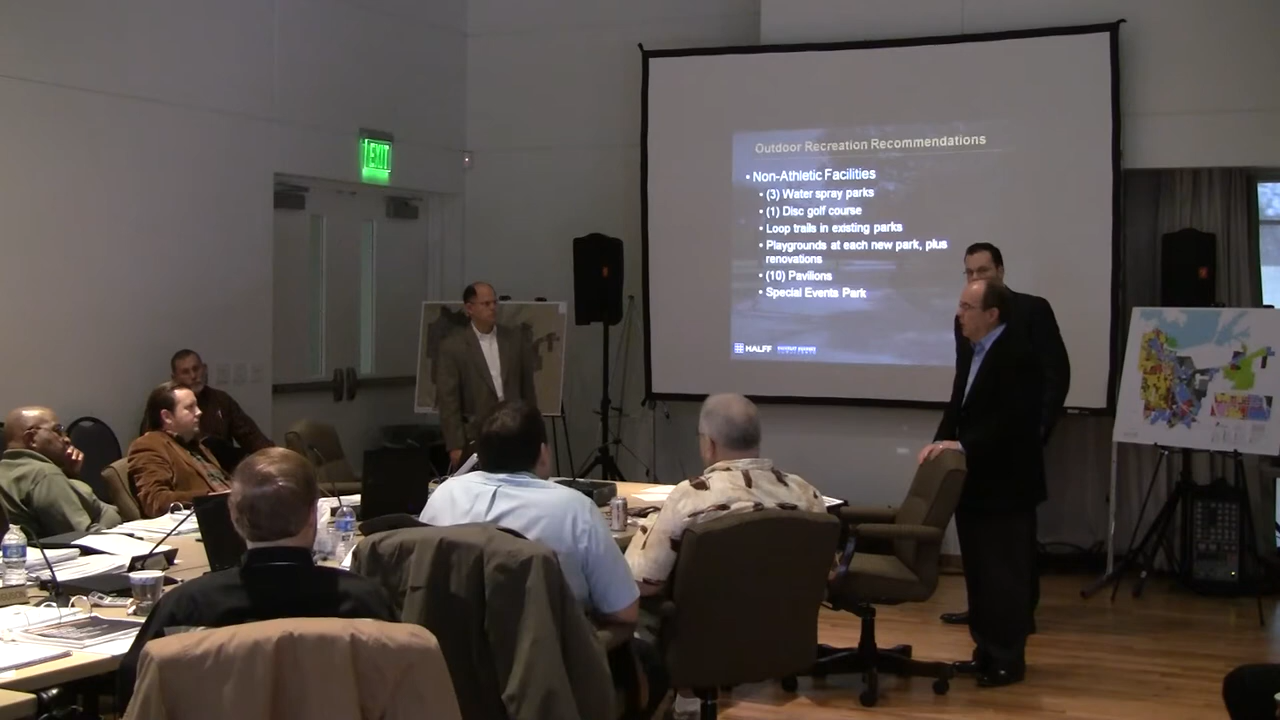 EXIT
Outdoor Recreation Recommendations
• Non-Athletic Facilities
• (3) Water spray parks
• (1) Disc golf course
• Loop trails in existing parks
• Playgrounds at each new park, plus
renovations
• (10) Pavilions
• Special Events Park
HALFF